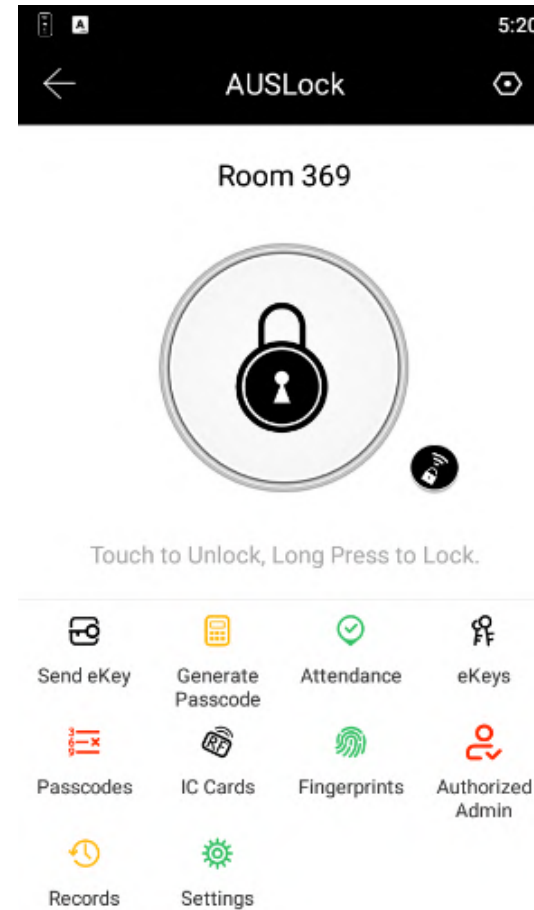 5:20
AUSLock
Room 369
Touch to Unlock, Long Press to Lock.
Send eKey
Generate
Passcode
Attendance
eKeys
Passcodes
IC Cards
Fingerprints
Authorized
Admin
Records
Settings